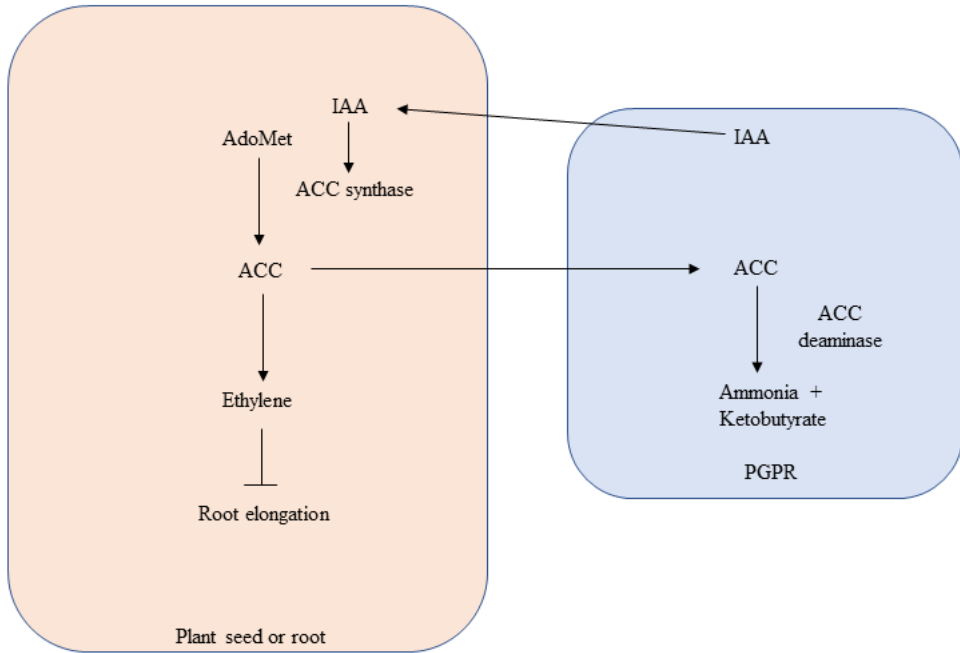 IAA
AdoMet
ACC synthase
ACC
Ethylene
Root elongation
Plant seed or root
IAA
ACC
ACC
deaminase
Ammonia +
Ketobutyrate
PGPR